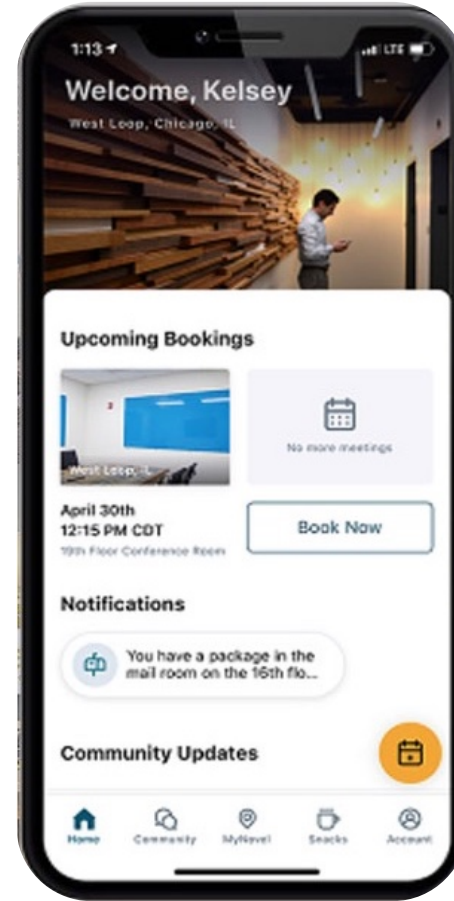 1:13
LTE
Welcome, Kelsey
West Loop, Chicago, IL
Upcoming Bookings
West Loop, IL
No more meetings
April 30th
12:15 PM CDT
19th Floor Conference Room
Book Now
Notifications
You have a package in the
mail room on the 16th flo...
Community Updates
Home
Community
MyNovel
Snacks
Account